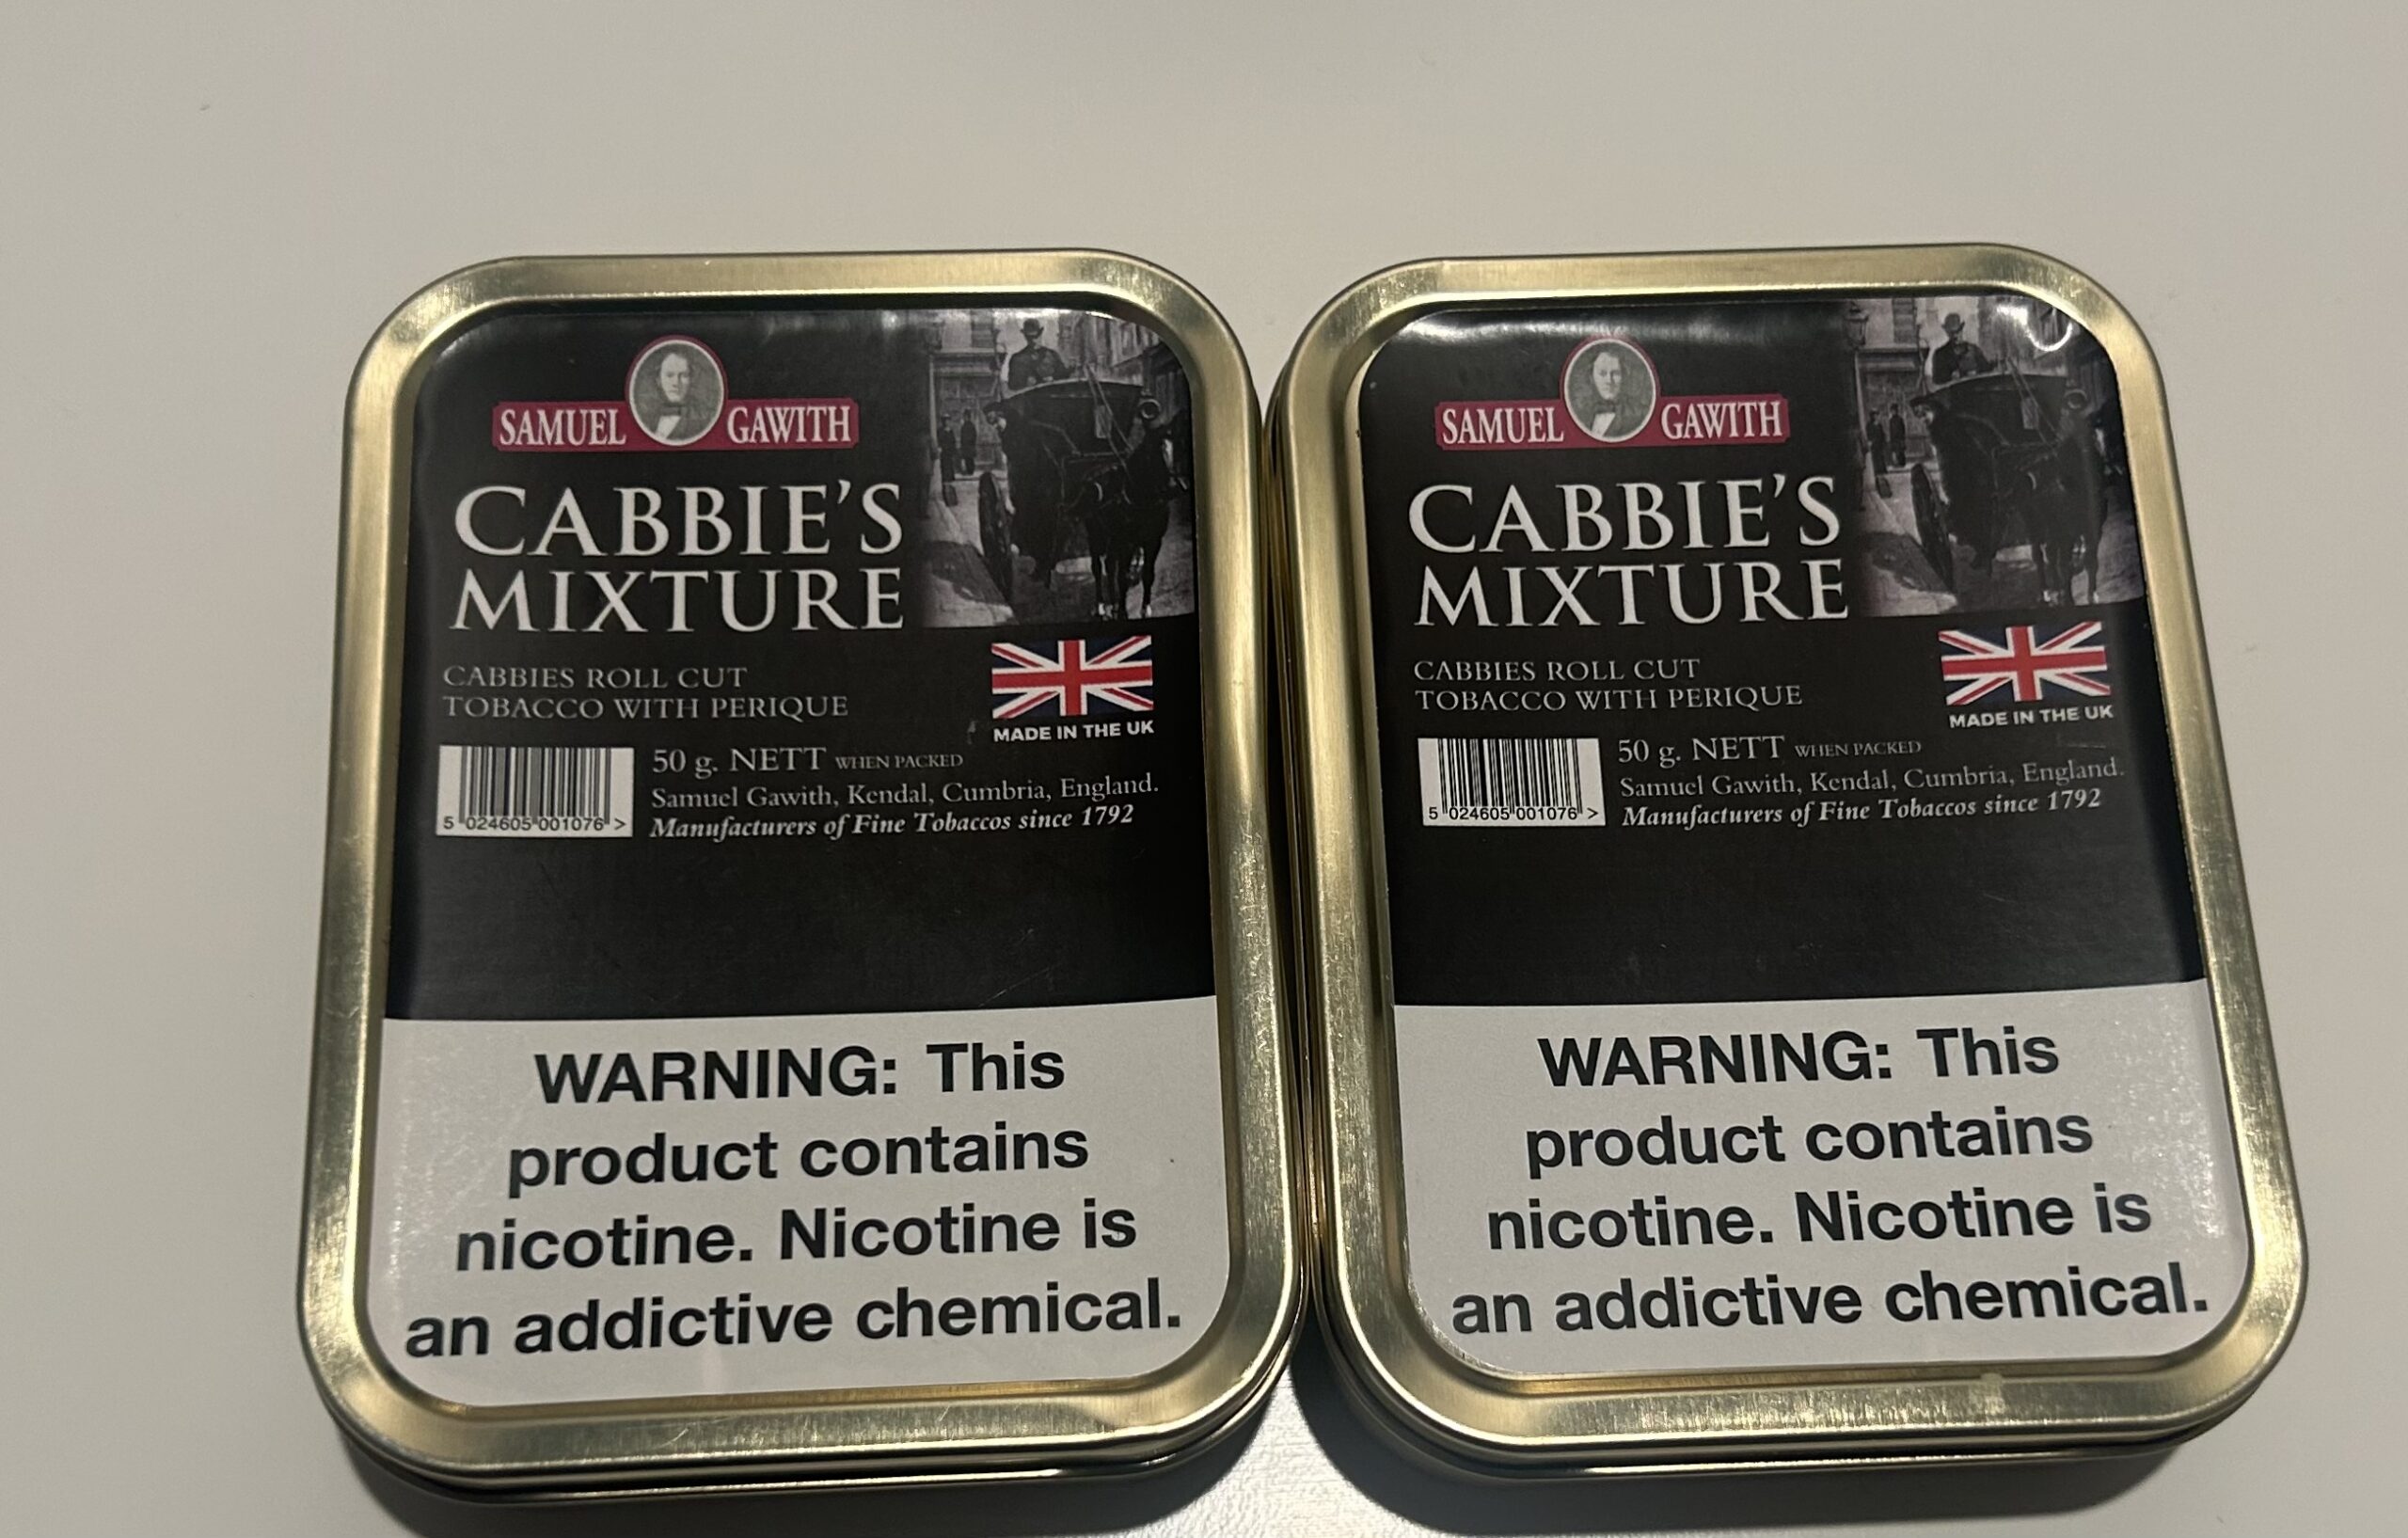 SAMUEL GAWITH
CABBIE'S
MIXTURE
CABBIES ROLL CUT
TOBACCO WITH PERIQUE
MADE IN THE UK
50 g. NETT WHEN PACKED
Samuel Gawith, Kendal, Cumbria, England.
Manufacturers of Fine Tobaccos since 1792
5 024605 001076 >
WARNING: This
product contains
nicotine. Nicotine is
an addictive chemical.
SAMUEL GAWITH
CABBIE'S
MIXTURE
CABBIES ROLL CUT
TOBACCO WITH PERIQUE
MADE IN THE UK
50 g. NETT WHEN PACKED
Samuel Gawith, Kendal, Cumbria, England.
Manufacturers of Fine Tobaccos since 1792
5 024605 001076 >
WARNING: This
product contains
nicotine. Nicotine is
an addictive chemical.